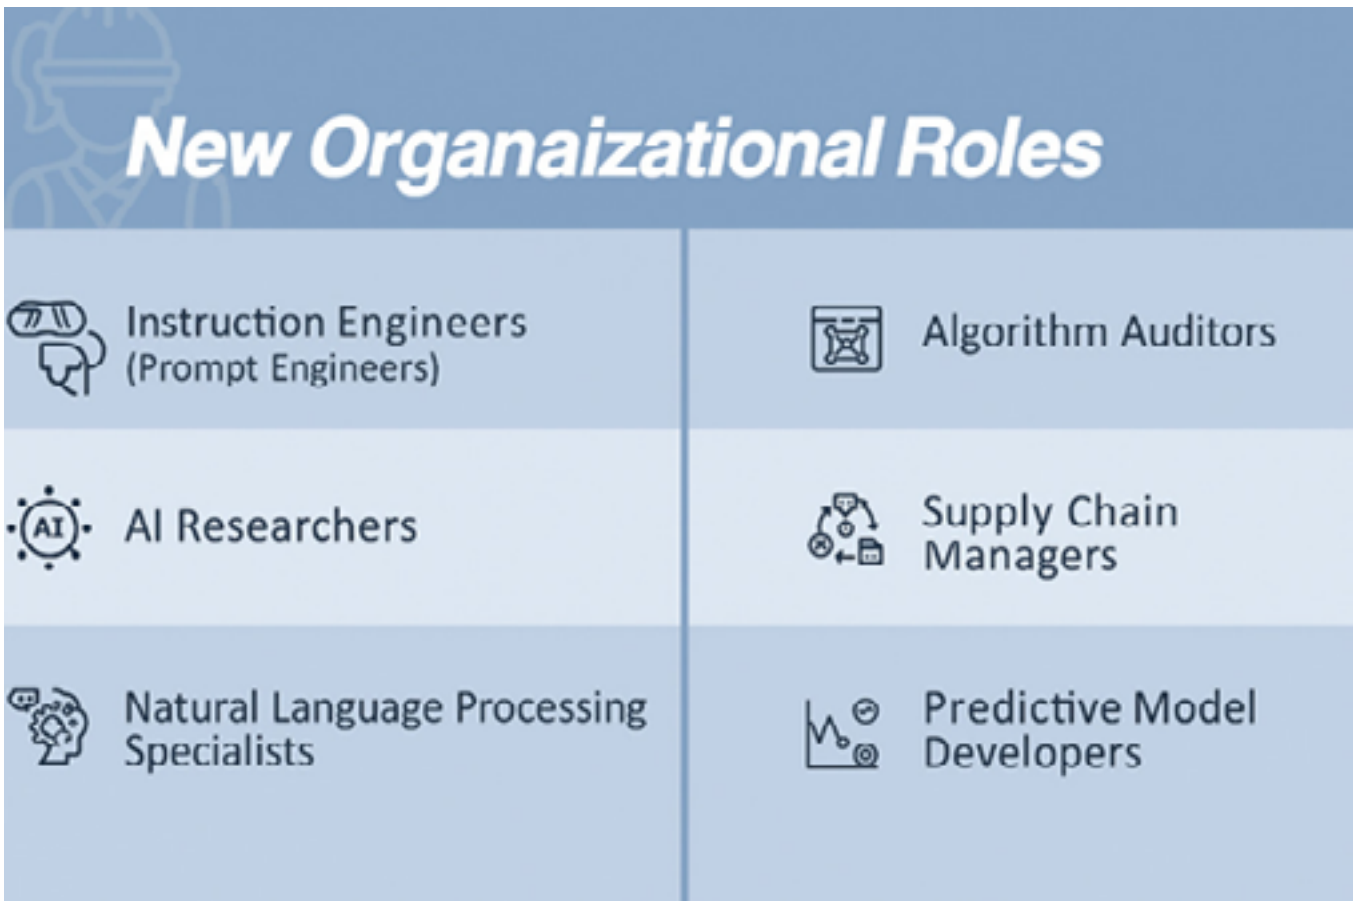 New Organaizational Roles
Instruction Engineers
(Prompt Engineers)
Algorithm Auditors
AI
AI Researchers
Supply Chain
Managers
Natural Language Processing
Specialists
Predictive Model
Developers